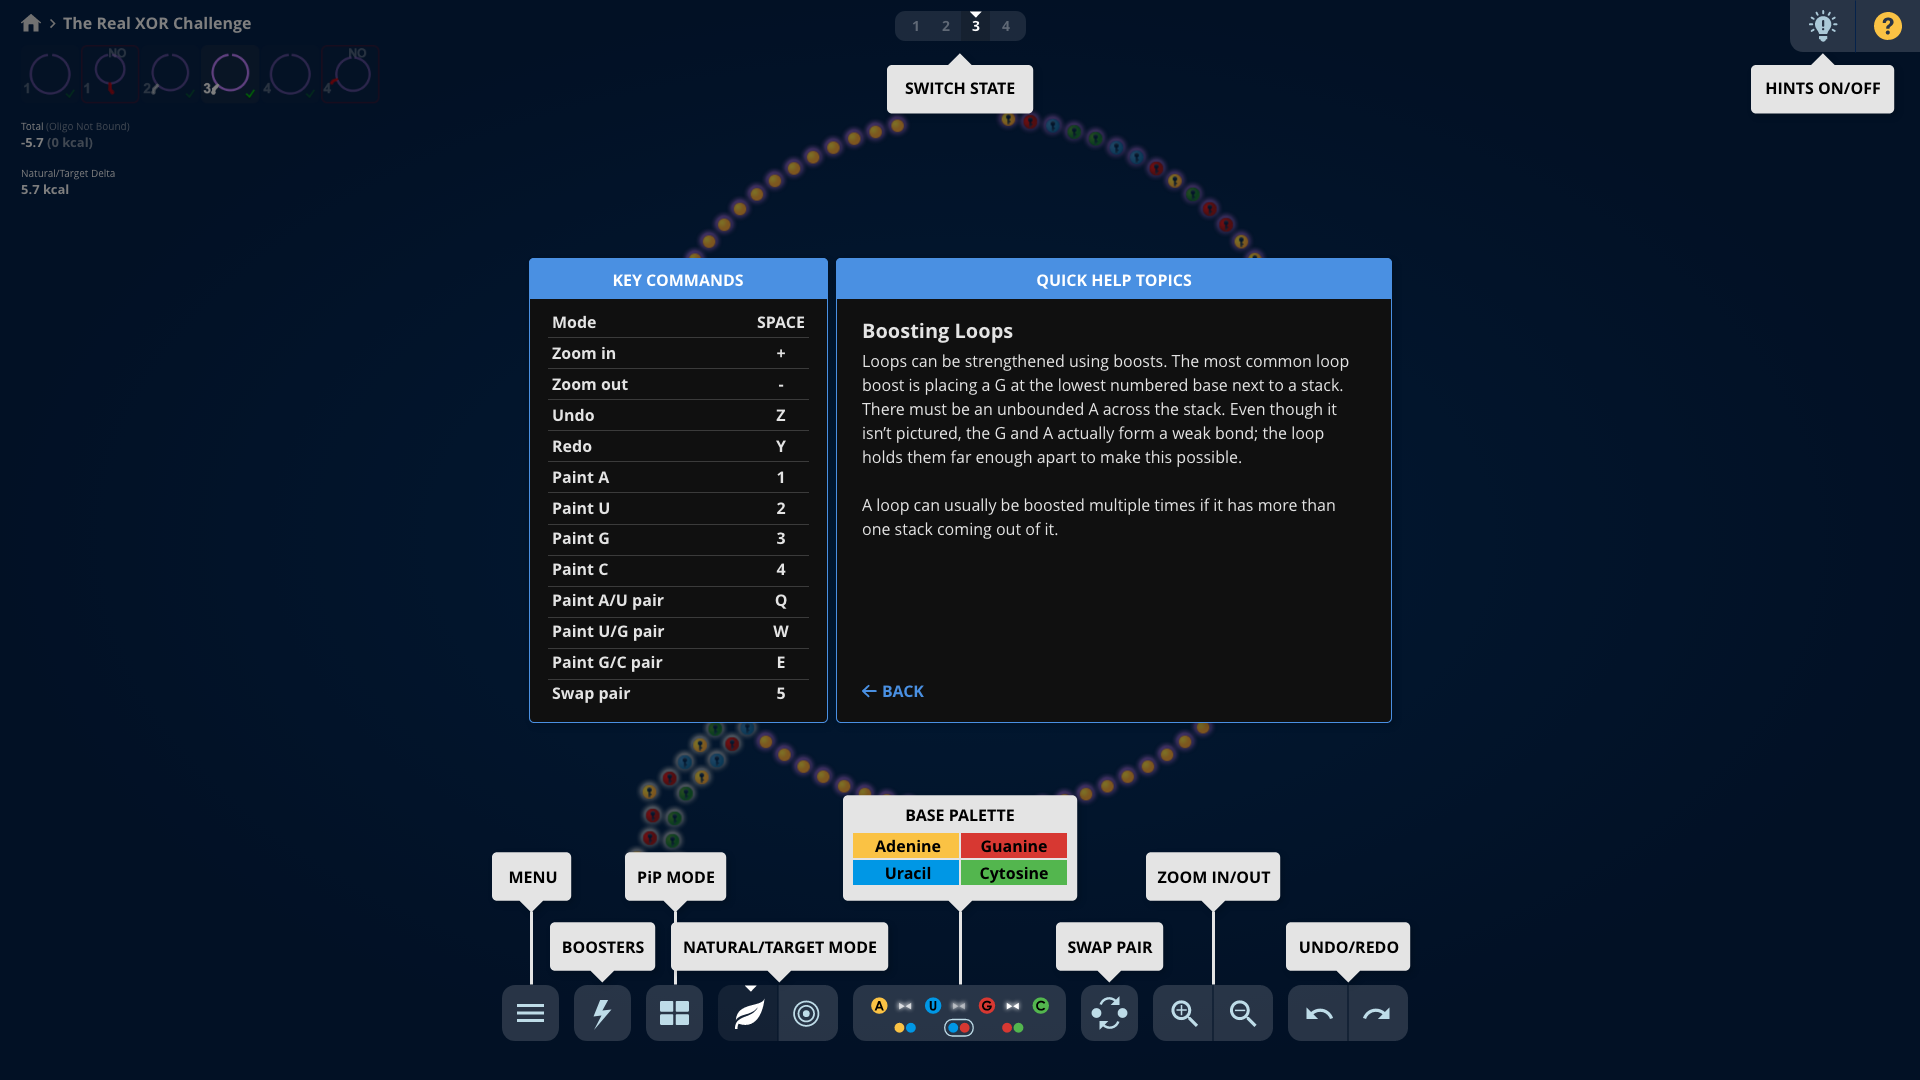 The Real XOR Challenge
1 2 3 4
NO NO
1 1 2 3 4 4
SWITCH STATE
HINTS ON/OFF
?
Total (Oligo Not Bound)
-5.7 (0 kcal)
Natural/Target Delta
5.7 kcal
KEY COMMANDS
Mode SPACE
Zoom in +
Zoom out -
Undo Z
Redo Y
Paint A 1
Paint U 2
Paint G 3
Paint C 4
Paint A/U pair Q
Paint U/G pair W
Paint G/C pair E
Swap pair 5
QUICK HELP TOPICS
Boosting Loops
Loops can be strengthened using boosts. The most common loop
boost is placing a G at the lowest numbered base next to a stack.
There must be an unbounded A across the stack. Even though it
isn't pictured, the G and A actually form a weak bond; the loop
holds them far enough apart to make this possible.
A loop can usually be boosted multiple times if it has more than
one stack coming out of it.
BACK
BASE PALETTE
Adenine Guanine
Uracil Cytosine
MENU
PiP MODE
ZOOM IN/OUT
BOOSTERS
NATURAL/TARGET MODE
SWAP PAIR
UNDO/REDO
A U G C